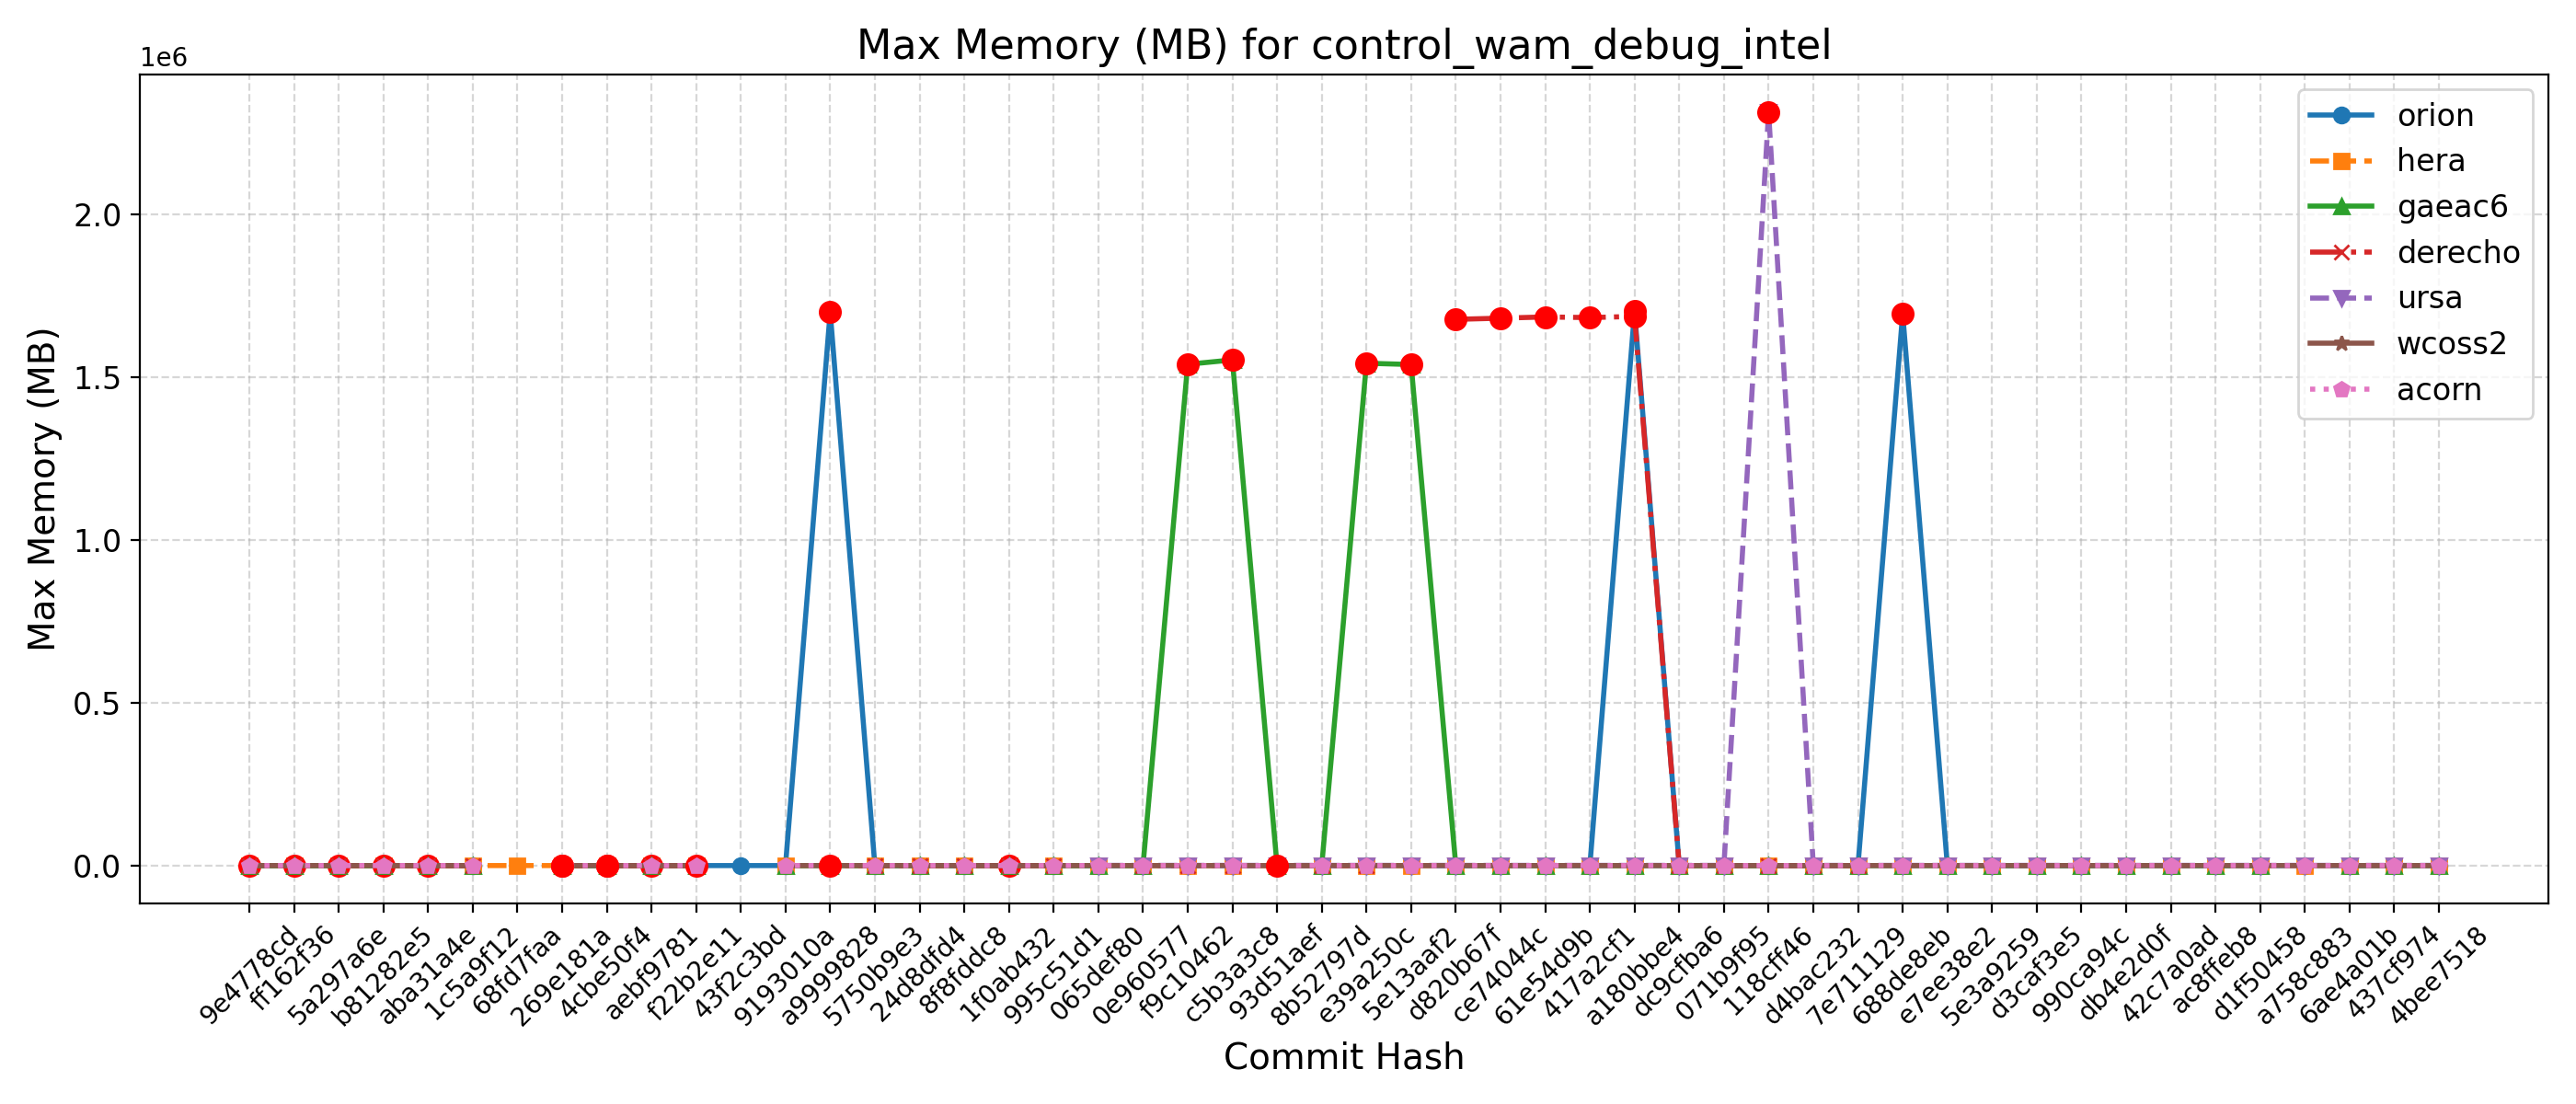 Max Memory (MB) for control_wam_debug_intel
1e6
2.0
1.5
1.0
0.5
0.0
Max Memory (MB)
orion
hera
gaeac6
derecho
ursa
wcoss2
acorn
9e4778cd
ff162f36
5a297a6e
b81282e5
aba31a4e
1c5a9f12
68fd7faa
269e181a
4cbe50f4
aebf9781
f22b2e11
43f2c3bd
9193010a
a9999828
5750b9e3
24d8dfd4
8f8fddc8
1f0ab432
995c51d1
065def80
0e960577
f9c10462
c5b3a3c8
93d51aef
8b52797d
e39a250c
5e13aaf2
d820b67f
ce74044c
61e54d9b
417a2cf1
a180bbe4
dc9cfba6
071b9f95
118cff46
d4bac232
7e711129
688de8eb
e7ee38e2
5e3a9259
d3caf3e5
990ca94c
db4e2d0f
42c7a0ad
ac8ffeb8
d1f50458
a758c883
6ae4a01b
437cf974
4bee7518
Commit Hash